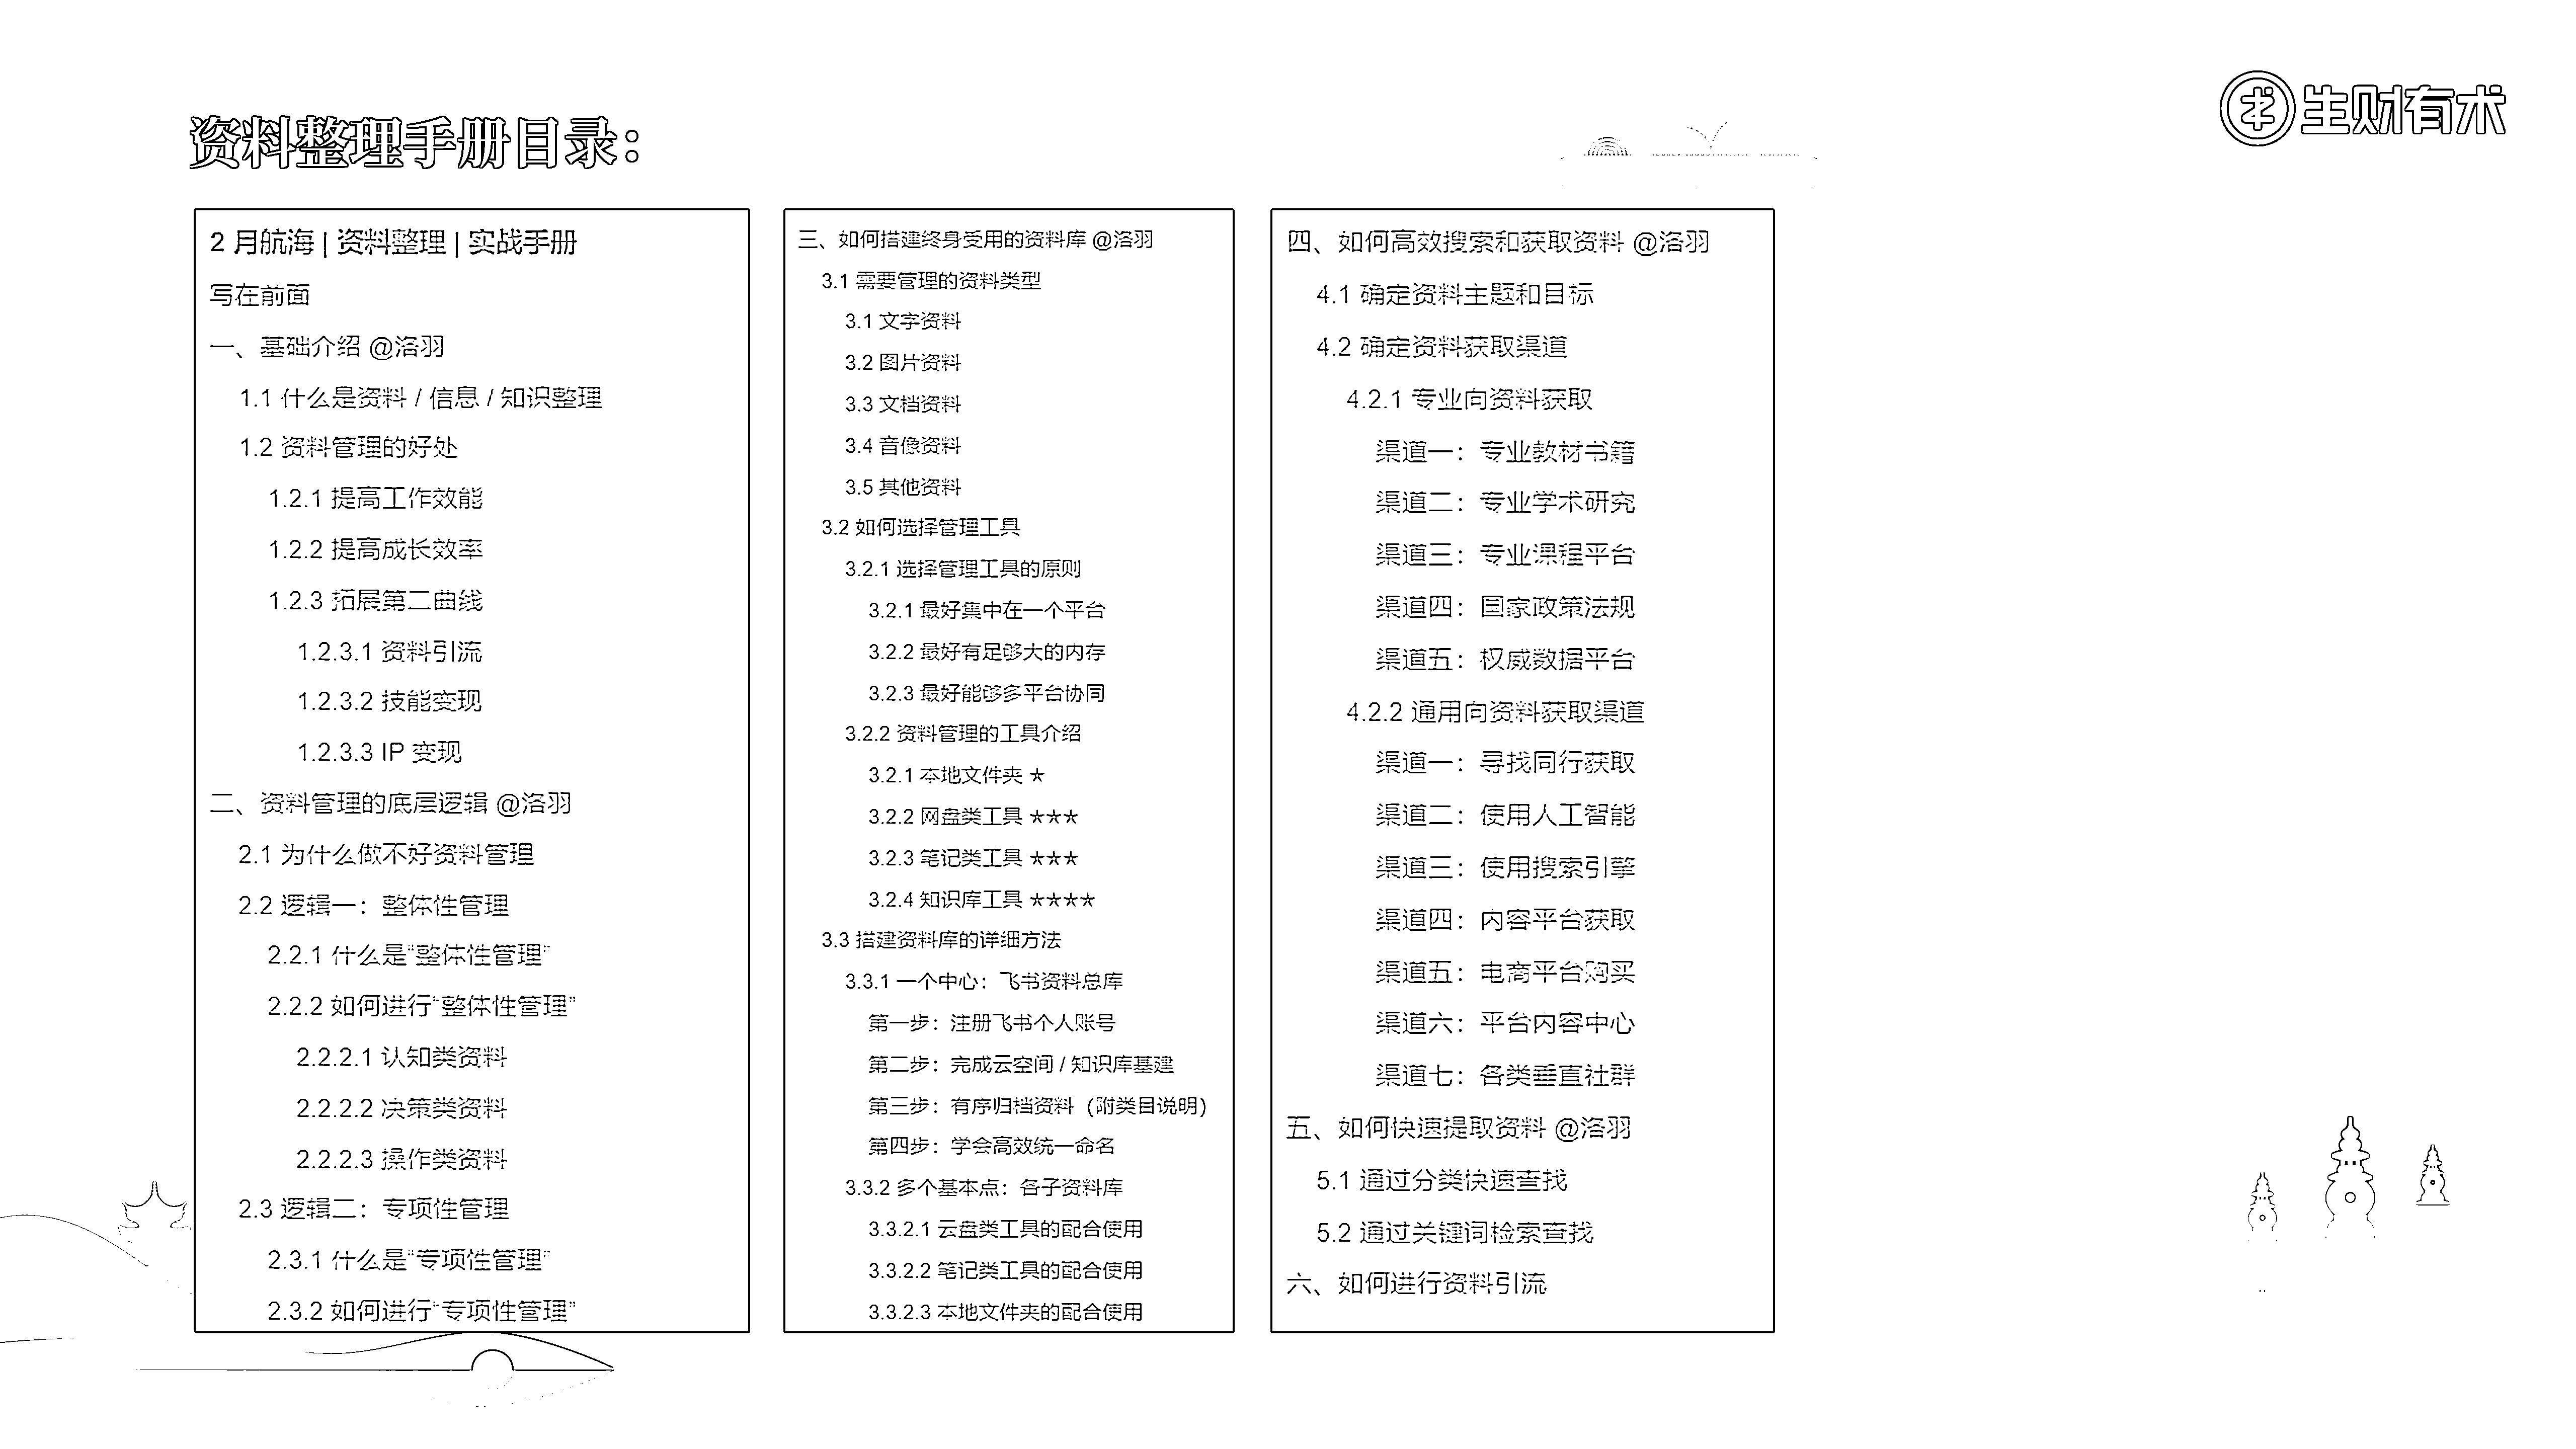 资料整理手册目录：
生财有术
2 月航海 | 资料整理 | 实战手册
写在前面
一、基础介绍 @洛羽
1.1 什么是资料 / 信息 / 知识整理
1.2 资料管理的好处
1.2.1 提高工作效能
1.2.2 提高成长效率
1.2.3 拓展第二曲线
1.2.3.1 资料引流
1.2.3.2 技能变现
1.2.3.3 IP 变现
二、资料管理的底层逻辑 @洛羽
2.1 为什么做不好资料管理
2.2 逻辑一：整体性管理
2.2.1 什么是“整体性管理”
2.2.2 如何进行“整体性管理”
2.2.2.1 认知类资料
2.2.2.2 决策类资料
2.2.2.3 操作类资料
2.3 逻辑二：专项性管理
2.3.1 什么是“专项性管理”
2.3.2 如何进行“专项性管理”
三、如何搭建终身受用的资料库 @洛羽
3.1 需要管理的资料类型
3.1 文字资料
3.2 图片资料
3.3 文档资料
3.4 音像资料
3.5 其他资料
3.2 如何选择管理工具
3.2.1 选择管理工具的原则
3.2.1 最好集中在一个平台
3.2.2 最好有足够大的内存
3.2.3 最好能够多平台协同
3.2.2 资料管理的工具介绍
3.2.1 本地文件夹 ★
3.2.2 网盘类工具 ★★★
3.2.3 笔记类工具 ★★★
3.2.4 知识库工具 ★★★★
3.3 搭建资料库的详细方法
3.3.1 一个中心：飞书资料总库
第一步：注册飞书个人账号
第二步：完成云空间 / 知识库基建
第三步：有序归档资料（附类目说明）
第四步：学会高效统一命名
3.3.2 多个基本点：各子资料库
3.3.2.1 云盘类工具的配合使用
3.3.2.2 笔记类工具的配合使用
3.3.2.3 本地文件夹的配合使用
四、如何高效搜索和获取资料 @洛羽
4.1 确定资料主题和目标
4.2 确定资料获取渠道
4.2.1 专业向资料获取
渠道一：专业教材书籍
渠道二：专业学术研究
渠道三：专业课程平台
渠道四：国家政策法规
渠道五：权威数据平台
4.2.2 通用向资料获取渠道
渠道一：寻找同行获取
渠道二：使用人工智能
渠道三：使用搜索引擎
渠道四：内容平台获取
渠道五：电商平台购买
渠道六：平台内容中心
渠道七：各类垂直社群
五、如何快速提取资料 @洛羽
5.1 通过分类快速查找
5.2 通过关键词检索查找
六、如何进行资料引流